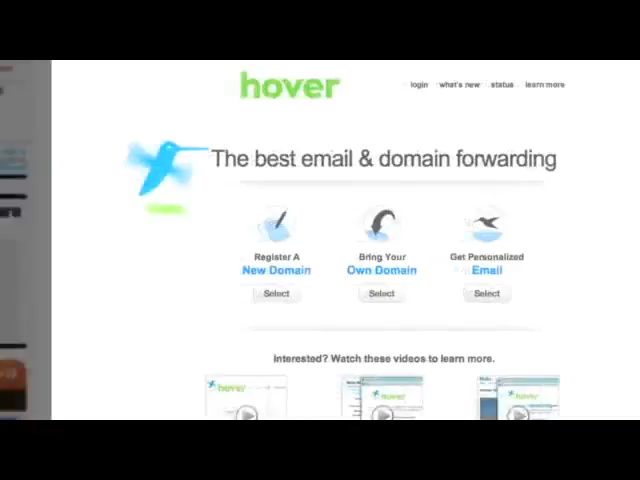 hover
login what's new status learn more
The best email & domain forwarding
Register A
New Domain
Bring Your
Own Domain
Get Personalized
Email
Select
Select
Select
Interested? Watch these videos to learn more.
hover
hover
hover